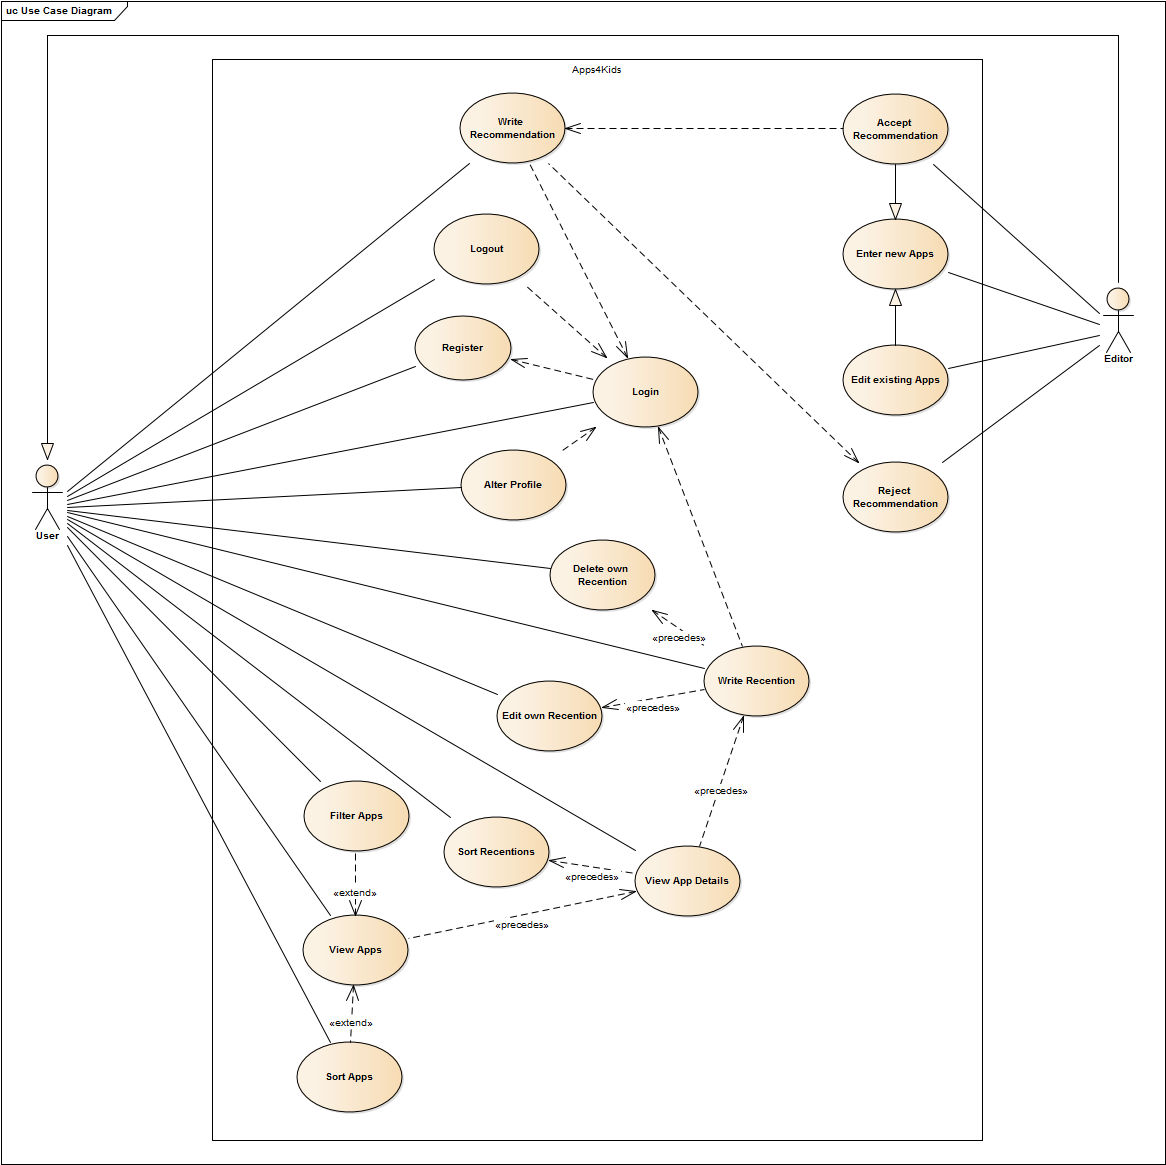 uc Use Case Diagram
Apps4Kids
Write
Recommendation
Accept
Recommendation
Logout
Enter new Apps
Register
Editor
Login
Edit existing Apps
Alter Profile
Reject
Recommendation
User
Delete own
Recention
«precedes»
Write Recention
Edit own Recention
«precedes»
«precedes»
Filter Apps
Sort Recentions
View App Details
«precedes»
«extend»
«precedes»
View Apps
«extend»
Sort Apps